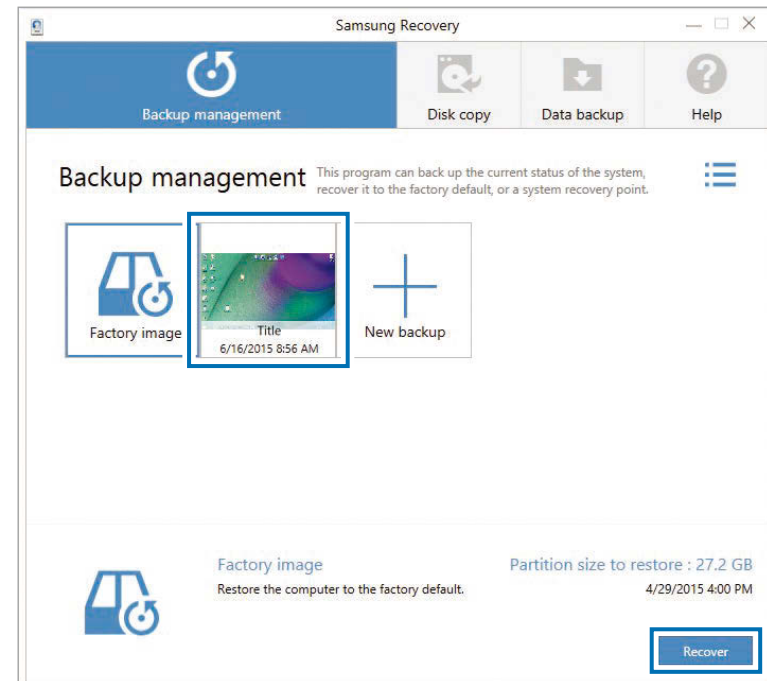 Samsung Recovery
Backup management
Disk copy
Data backup
Help
Backup management
This program can back up the current status of the system,
recover it to the factory default, or a system recovery point.
Factory image
Title
6/16/2015 8:56 AM
New backup
Factory image
Restore the computer to the factory default.
Partition size to restore : 27.2 GB
4/29/2015 4:00 PM
Recover